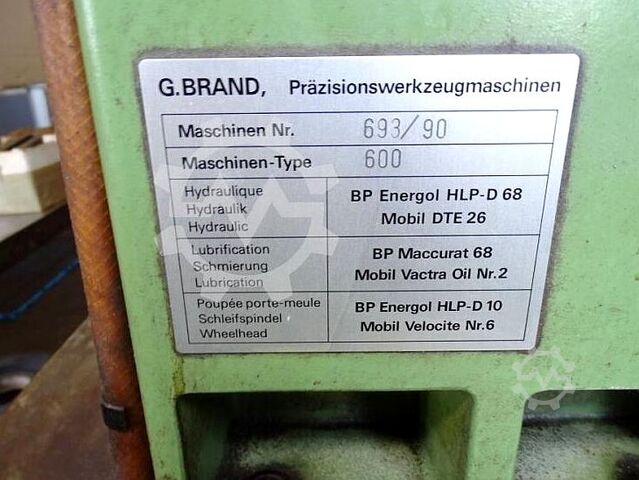 G.BRAND, Präzisionswerkzeugmaschinen
Maschinen Nr. 693/90
Maschinen-Type 600
Hydraulique
Hydraulik
Hydraulic
BP Energol HLP-D 68
Mobil DTE 26
Lubrification
Schmierung
Lubrication
BP Maccurat 68
Mobil Vactra Oil Nr.2
Poupée porte-meule
Schleifspindel
Wheelhead
BP Energol HLP-D 10
Mobil Velocite Nr.6